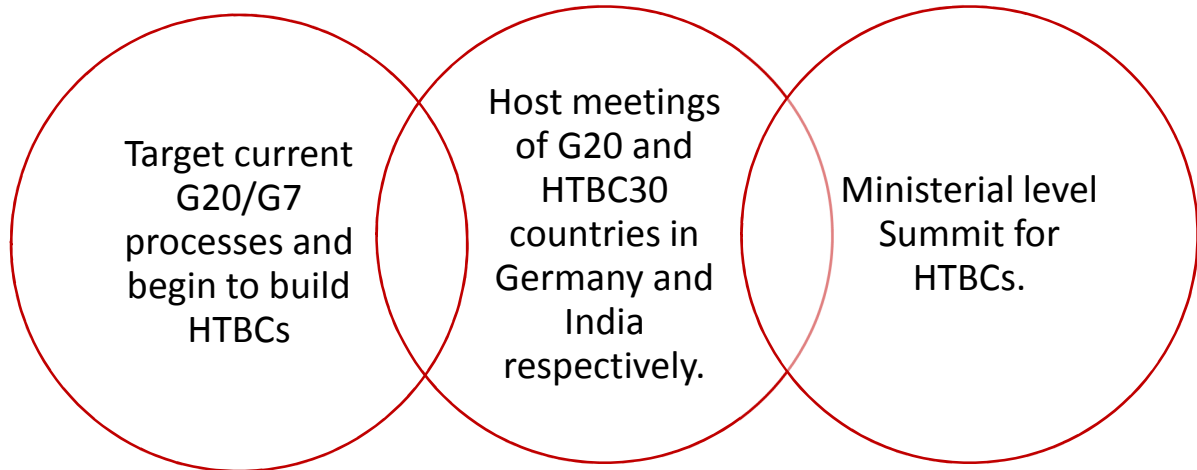 Target current
G20/G7
processes and
begin to build
HTBCs
Host meetings
of G20 and
HTBC30
countries in
Germany and
India
respectively.
Ministerial level
Summit for
HTBCs.